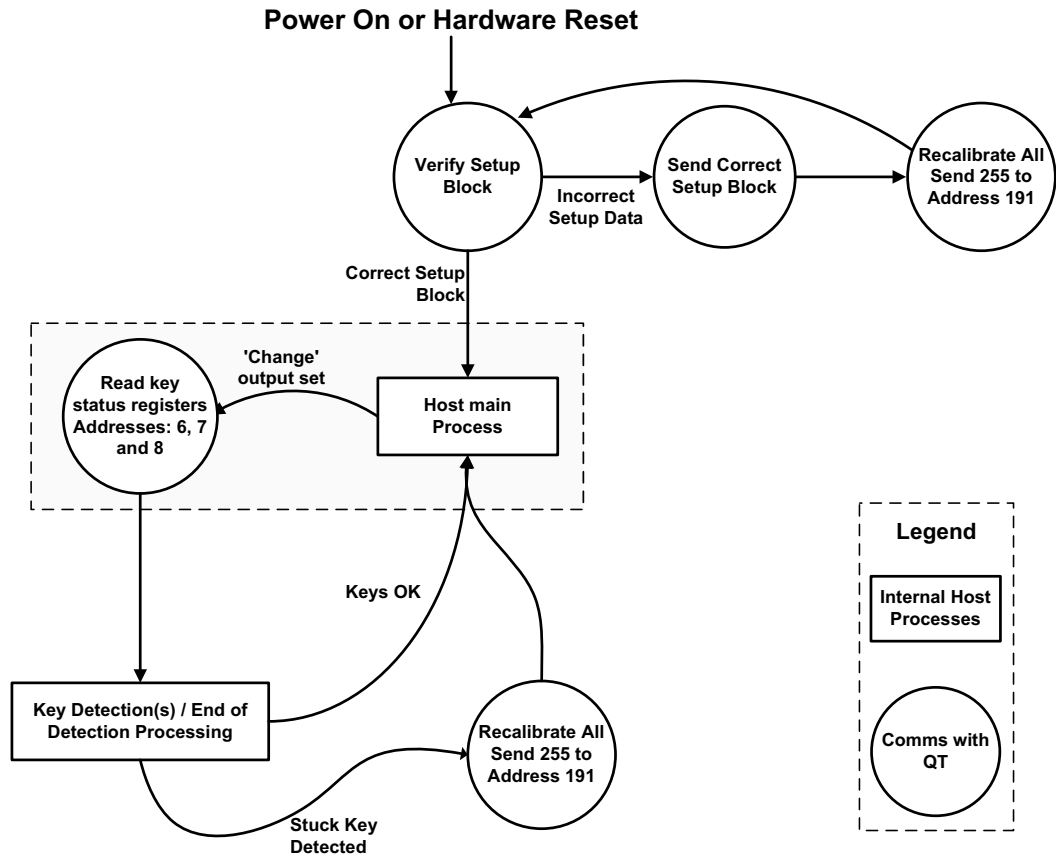 Power On or Hardware Reset
Verify Setup
Block
Incorrect
Setup Data
Send Correct
Setup Block
Recalibrate All
Send 255 to
Address 191
Correct Setup
Block
'Change'
output set
Read key
status registers
Addresses: 6, 7
and 8
Host main
Process
Keys OK
Key Detection(s) / End of
Detection Processing
Stuck Key
Detected
Recalibrate All
Send 255 to
Address 191
Legend
Internal Host
Processes
Comms with
QT